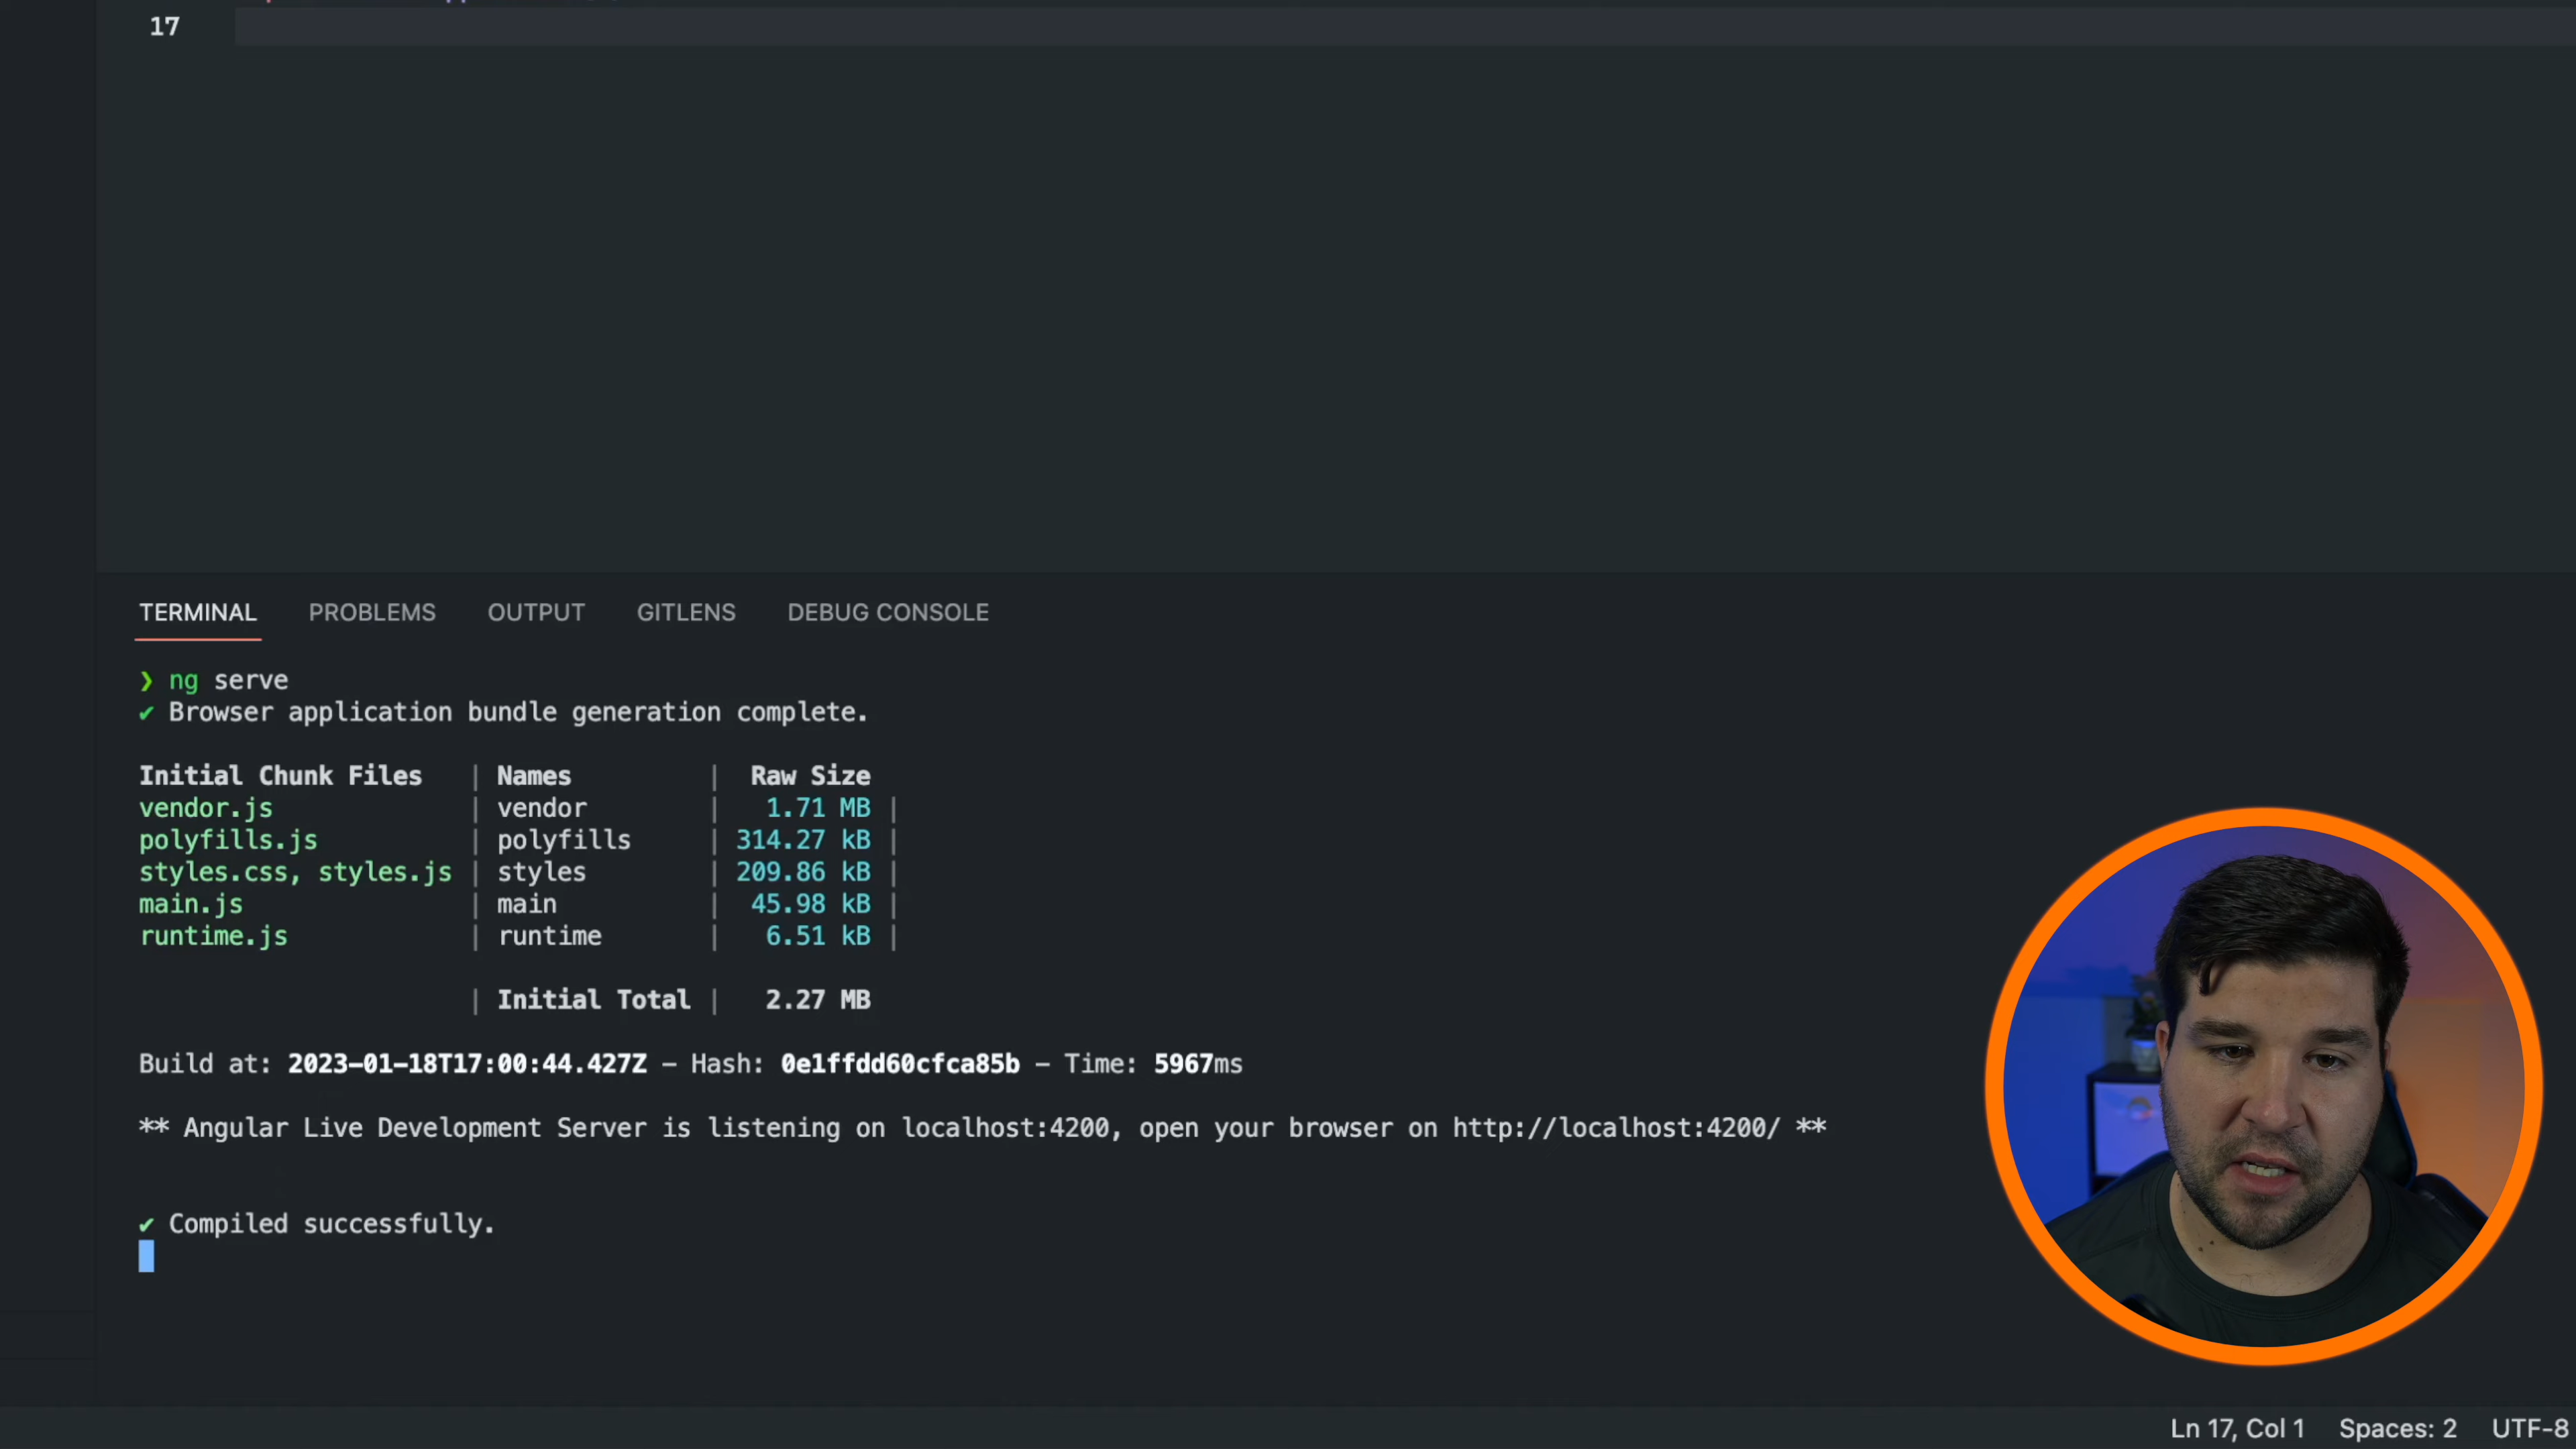 17
TERMINAL PROBLEMS OUTPUT GITLENS DEBUG CONSOLE
❯ ng serve
✔ Browser application bundle generation complete.
Initial Chunk Files | Names | Raw Size
vendor.js | vendor | 1.71 MB |
polyfills.js | polyfills | 314.27 kB |
styles.css, styles.js | styles | 209.86 kB |
main.js | main | 45.98 kB |
runtime.js | runtime | 6.51 kB |
| Initial Total | 2.27 MB
Build at: 2023-01-18T17:00:44.427Z - Hash: 0e1ffdd60cfca85b - Time: 5967ms
** Angular Live Development Server is listening on localhost:4200, open your browser on http://localhost:4200/ **
✔ Compiled successfully.
Ln 17, Col 1 Spaces: 2 UTF-8